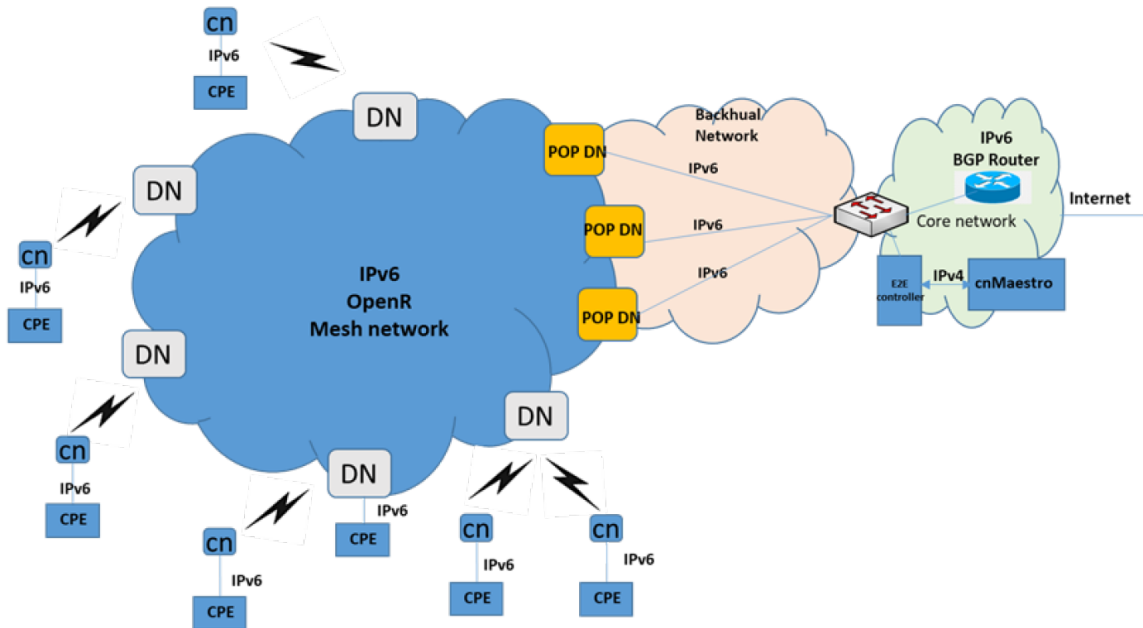 cn
IPv6
CPE
DN
DN
cn
IPv6
CPE
DN
cn
IPv6
CPE
cn
IPv6
CPE
DN
IPv6
CPE
DN
cn
IPv6
CPE
cn
IPv6
CPE
IPv6
OpenR
Mesh network
POP DN
POP DN
POP DN
Backhual
Network
IPv6
IPv6
IPv6
IPv6
BGP Router
Core network
Internet
E2E
controller
IPv4
cnMaestro